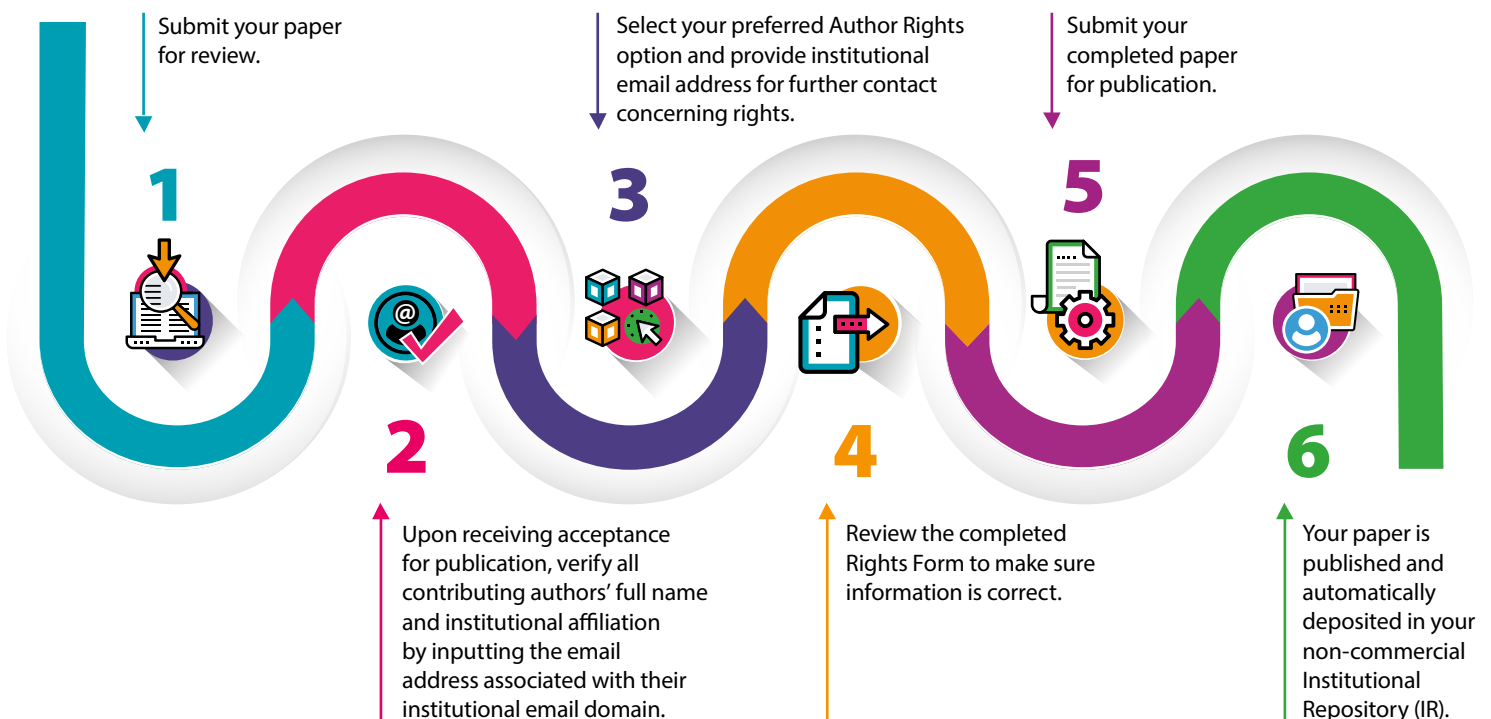 Submit your paper
for review.
1
2
Upon receiving acceptance
for publication, verify all
contributing authors’ full name
and institutional affiliation
by inputting the email
address associated with their
institutional email domain.
Select your preferred Author Rights
option and provide institutional
email address for further contact
concerning rights.
3
4
Review the completed
Rights Form to make sure
information is correct.
Submit your
completed paper
for publication.
5
6
Your paper is
published and
automatically
deposited in your
non-commercial
Institutional
Repository (IR).
@